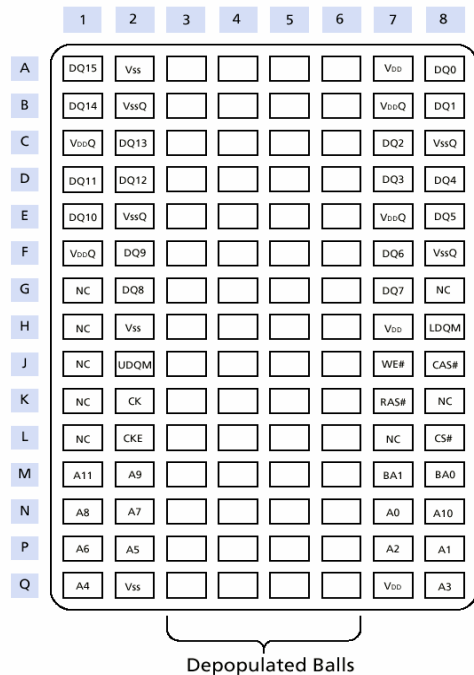 1 2 3 4 5 6 7 8
A DQ15 Vss VDD DQ0
B DQ14 VssQ VDDQ DQ1
C VDDQ DQ13 DQ2 VssQ
D DQ11 DQ12 DQ3 DQ4
E DQ10 VssQ VDDQ DQ5
F VDDQ DQ9 DQ6 VssQ
G NC DQ8 DQ7 NC
H NC Vss VDD LDQM
J NC UDQM WE# CAS#
K NC CK RAS# NC
L NC CKE NC CS#
M A11 A9 BA1 BA0
N A8 A7 A0 A10
P A6 A5 A2 A1
Q A4 Vss VDD A3
Depopulated Balls